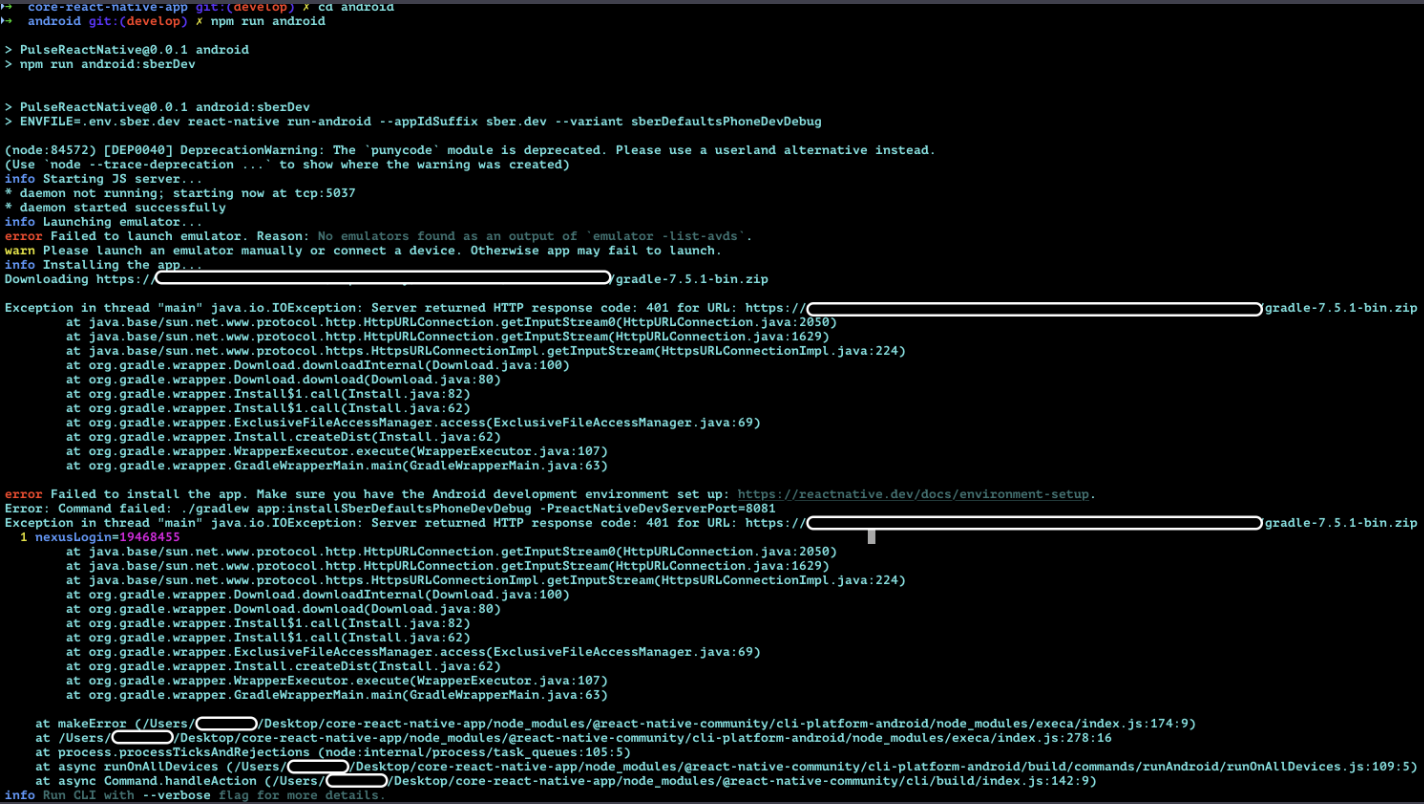 → core-react-native-app git:(develop) ✗ cd android
→ android git:(develop) ✗ npm run android
> PulseReactNative@0.0.1 android
> npm run android:sberDev
> PulseReactNative@0.0.1 android:sberDev
> ENVFILE=.env.sber.dev react-native run-android --appIdSuffix sber.dev --variant sberDefaultsPhoneDevDebug
(node:84572) [DEP0040] DeprecationWarning: The `punycode` module is deprecated. Please use a userland alternative instead.
(Use `node --trace-deprecation ...` to show where the warning was created)
info Starting JS server...
* daemon not running; starting now at tcp:5037
* daemon started successfully
info Launching emulator...
error Failed to launch emulator. Reason: No emulators found as an output of `emulator -list-avds`.
warn Please launch an emulator manually or connect a device. Otherwise app may fail to launch.
info Installing the app...
Downloading https:// /gradle-7.5.1-bin.zip
Exception in thread "main" java.io.IOException: Server returned HTTP response code: 401 for URL: https:// /gradle-7.5.1-bin.zip
at java.base/sun.net.www.protocol.http.HttpURLConnection.getInputStream0(HttpURLConnection.java:2050)
at java.base/sun.net.www.protocol.http.HttpURLConnection.getInputStream(HttpURLConnection.java:1629)
at java.base/sun.net.www.protocol.https.HttpsURLConnectionImpl.getInputStream(HttpsURLConnectionImpl.java:224)
at org.gradle.wrapper.Download.downloadInternal(Download.java:100)
at org.gradle.wrapper.Download.download(Download.java:80)
at org.gradle.wrapper.Install$1.call(Install.java:82)
at org.gradle.wrapper.Install$1.call(Install.java:62)
at org.gradle.wrapper.ExclusiveFileAccessManager.access(ExclusiveFileAccessManager.java:69)
at org.gradle.wrapper.Install.createDist(Install.java:62)
at org.gradle.wrapper.WrapperExecutor.execute(WrapperExecutor.java:107)
at org.gradle.wrapper.GradleWrapperMain.main(GradleWrapperMain.java:63)
error Failed to install the app. Make sure you have the Android development environment set up: https://reactnative.dev/docs/environment-setup.
Error: Command failed: ./gradlew app:installSberDefaultsPhoneDevDebug -PreactNativeDevServerPort=8081
Exception in thread "main" java.io.IOException: Server returned HTTP response code: 401 for URL: https:// /gradle-7.5.1-bin.zip
1 nexusLogin=19468455
at java.base/sun.net.www.protocol.http.HttpURLConnection.getInputStream0(HttpURLConnection.java:2050)
at java.base/sun.net.www.protocol.http.HttpURLConnection.getInputStream(HttpURLConnection.java:1629)
at java.base/sun.net.www.protocol.https.HttpsURLConnectionImpl.getInputStream(HttpsURLConnectionImpl.java:224)
at org.gradle.wrapper.Download.downloadInternal(Download.java:100)
at org.gradle.wrapper.Download.download(Download.java:80)
at org.gradle.wrapper.Install$1.call(Install.java:82)
at org.gradle.wrapper.Install$1.call(Install.java:62)
at org.gradle.wrapper.ExclusiveFileAccessManager.access(ExclusiveFileAccessManager.java:69)
at org.gradle.wrapper.Install.createDist(Install.java:62)
at org.gradle.wrapper.WrapperExecutor.execute(WrapperExecutor.java:107)
at org.gradle.wrapper.GradleWrapperMain.main(GradleWrapperMain.java:63)
at makeError (/Users/ /Desktop/core-react-native-app/node_modules/@react-native-community/cli-platform-android/node_modules/execa/index.js:174:9)
at /Users/ /Desktop/core-react-native-app/node_modules/@react-native-community/cli-platform-android/node_modules/execa/index.js:278:16
at process.processTicksAndRejections (node:internal/process/task_queues:105:5)
at async runOnAllDevices (/Users/ /Desktop/core-react-native-app/node_modules/@react-native-community/cli-platform-android/build/commands/runAndroid/runOnAllDevices.js:109:5)
at async Command.handleAction (/Users/ /Desktop/core-react-native-app/node_modules/@react-native-community/cli/build/index.js:142:9)
info Run CLI with --verbose flag for more details.